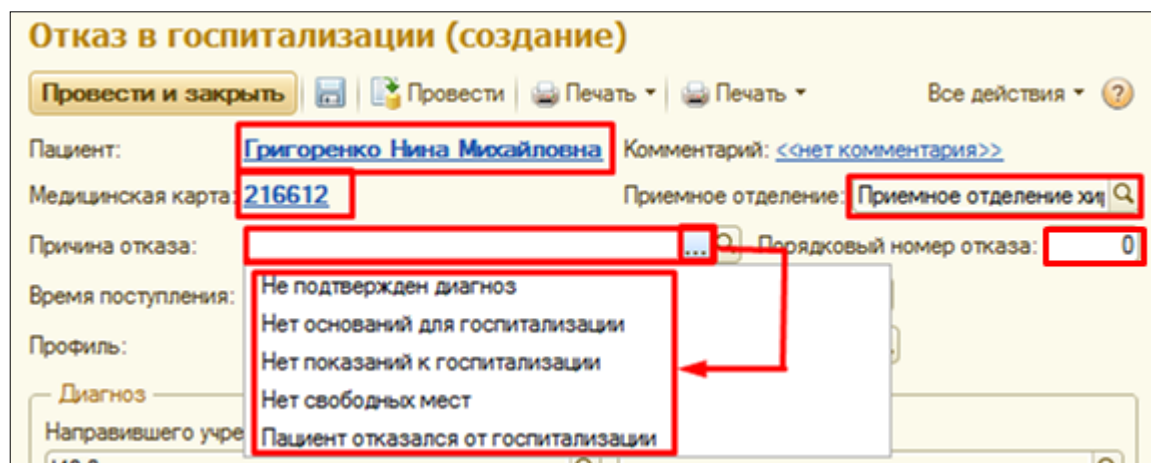 Отказ в госпитализации (создание)
Провести и закрыть Провести Печать Печать Все действия ?
Пациент: Григоренко Нина Михайловна Комментарий: <<нет комментария>>
Медицинская карта: 216612 Приемное отделение: Приемное отделение хир
Причина отказа: ... Порядковый номер отказа: 0
Время поступления: Не подтвержден диагноз
Нет оснований для госпитализации
Профиль: Нет показаний к госпитализации
Диагноз Нет свободных мест
Направившего учре Пациент отказался от госпитализации